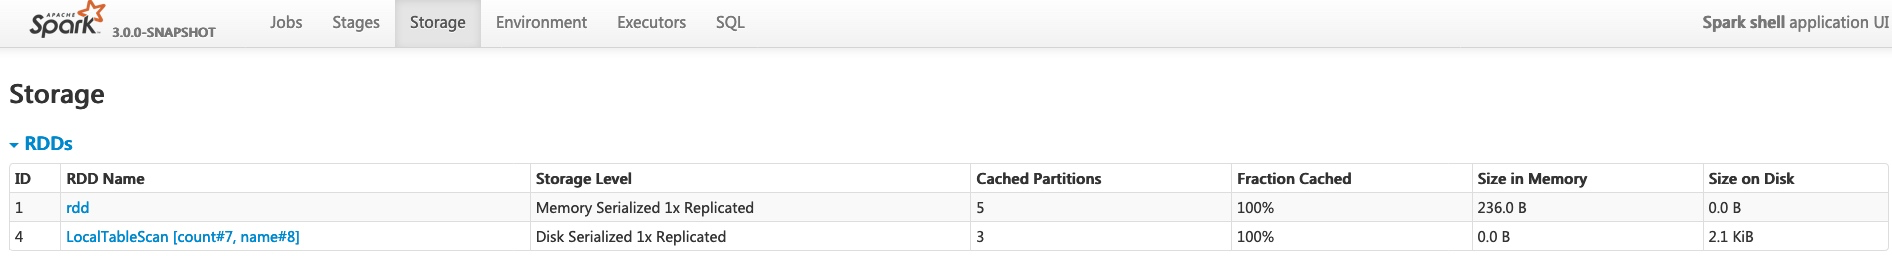 APACHE
Spark 3.0.0-SNAPSHOT Jobs Stages Storage Environment Executors SQL Spark shell application UI
Storage
RDDs
ID RDD Name Storage Level Cached Partitions Fraction Cached Size in Memory Size on Disk
1 rdd Memory Serialized 1x Replicated 5 100% 236.0 B 0.0 B
4 LocalTableScan [count#7, name#8] Disk Serialized 1x Replicated 3 100% 0.0 B 2.1 KiB